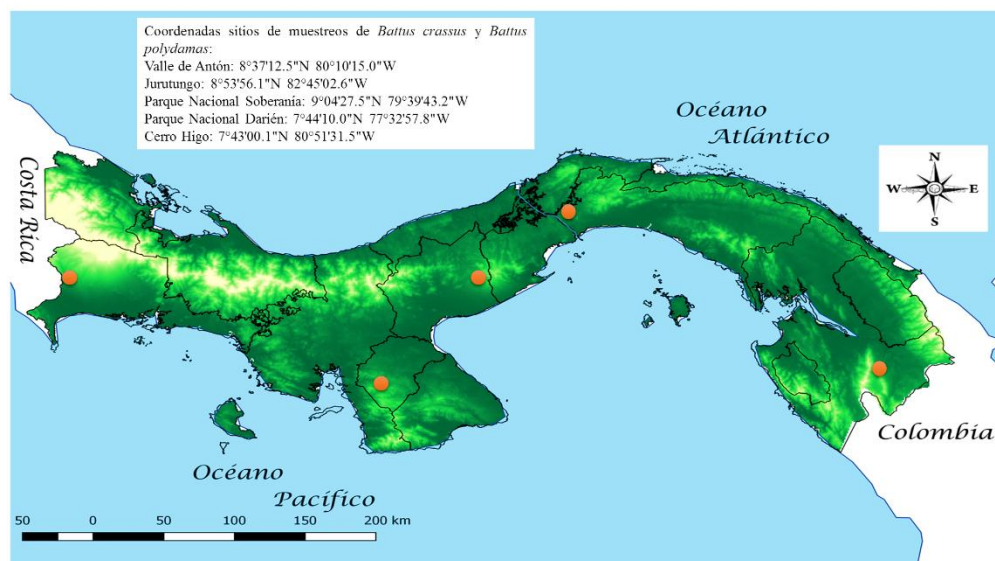 Coordenadas sitios de muestreos de Battus crassus y Battus
polydamas:
Valle de Antón: 8°37'12.5"N 80°10'15.0"W
Jurutungo: 8°53'56.1"N 82°45'02.6"W
Parque Nacional Soberanía: 9°04'27.5"N 79°39'43.2"W
Parque Nacional Darién: 7°44'10.0"N 77°32'57.8"W
Cerro Higo: 7°43'00.1"N 80°51'31.5"W
Océano
Atlántico
N
W
E
S
Costa Rica
Colombia
Océano
Pacífico
50 0 50 100 150 200 km